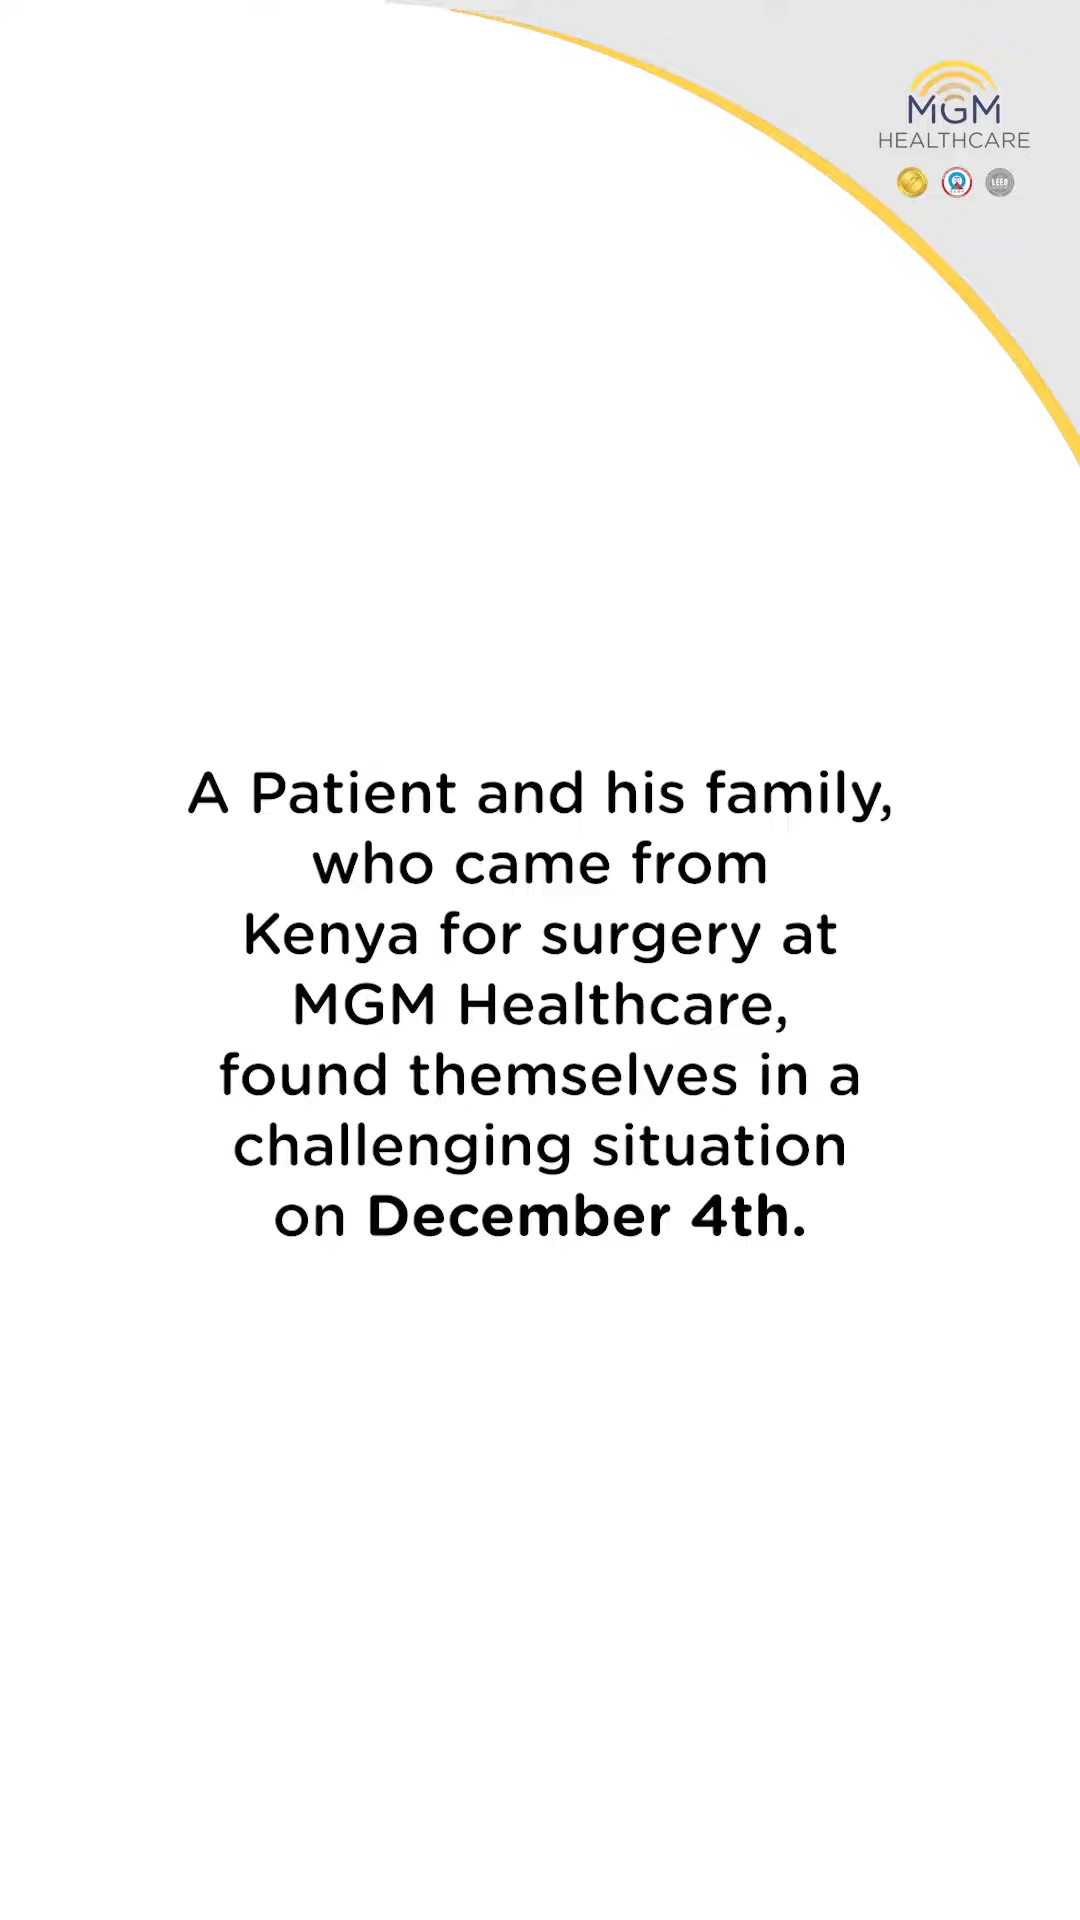 MGM
HEALTHCARE
LEED
A Patient and his family,
who came from
Kenya for surgery at
MGM Healthcare,
found themselves in a
challenging situation
on December 4th.